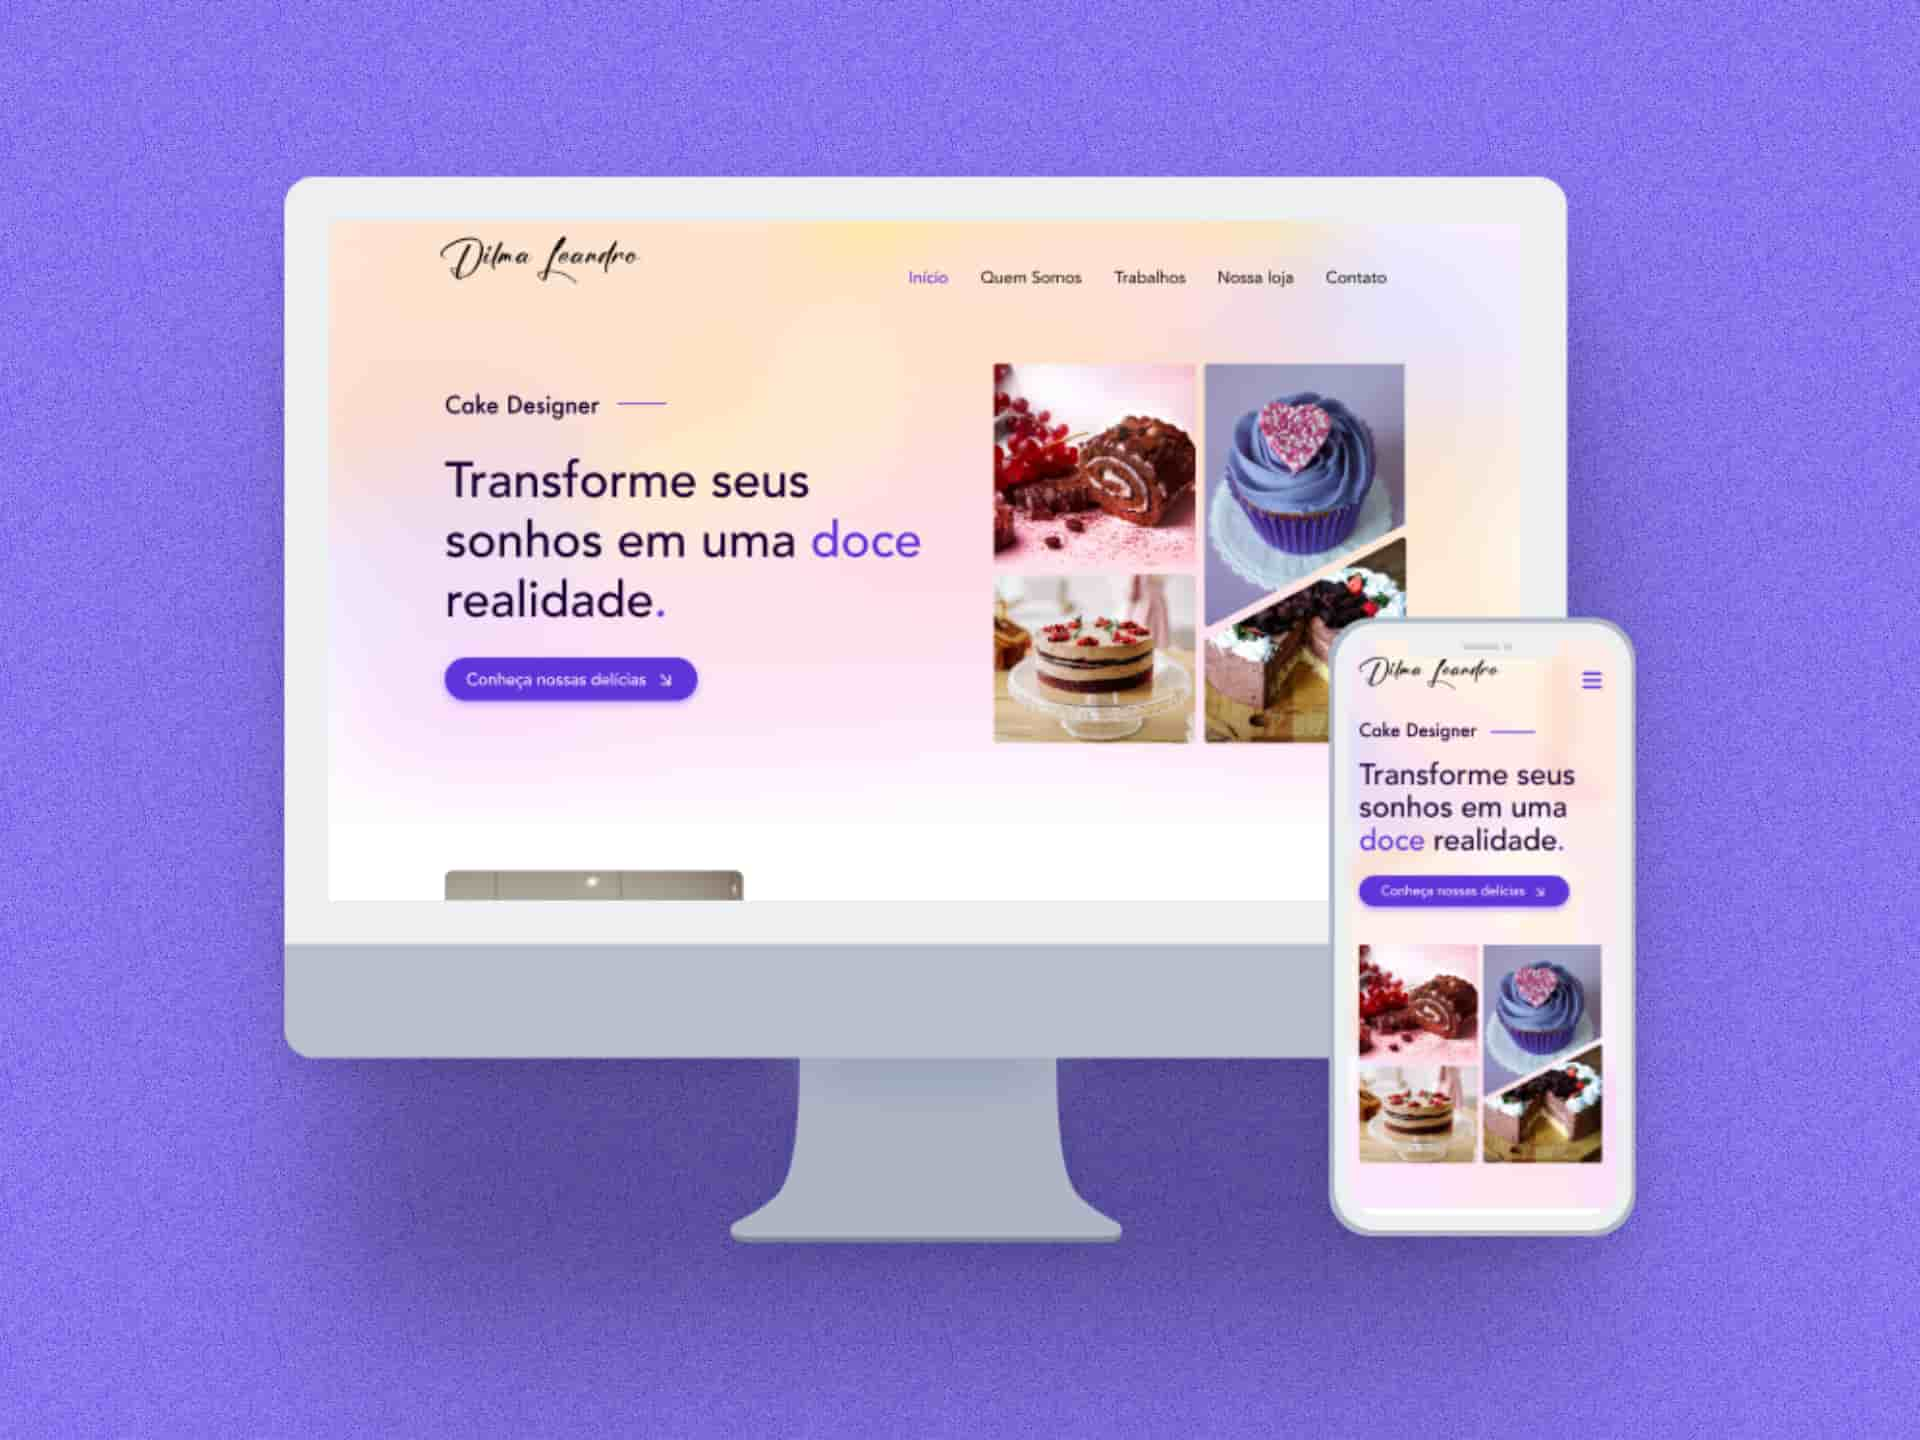 Dilma Leandro
Início Quem Somos Trabalhos Nossa loja Contato
Cake Designer
Transforme seus
sonhos em uma doce
realidade.
Conheça nossas delícias
Dilma Leandro
Cake Designer
Transforme seus
sonhos em uma
doce realidade.
Conheça nossas delícias